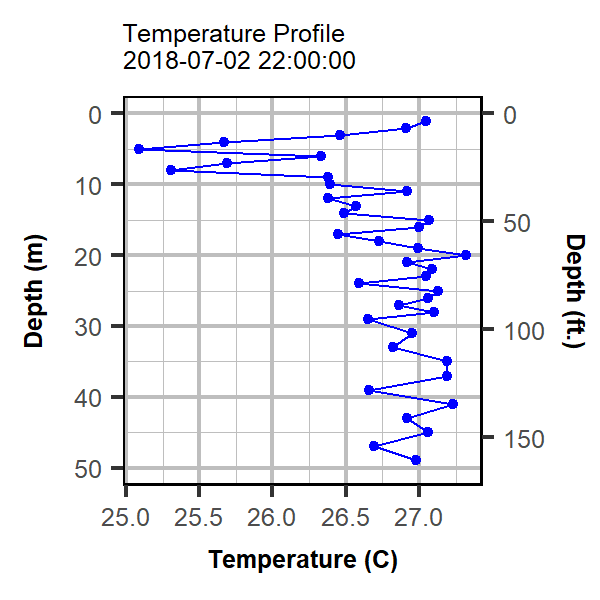 Temperature Profile
2018-07-02 22:00:00
0
10
20
30
40
50
Depth (m)
0
50
100
150
Depth (ft.)
25.0 25.5 26.0 26.5 27.0
Temperature (C)